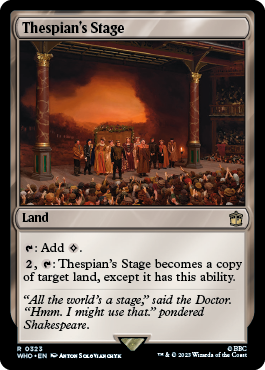 Thespian's Stage
Land
: Add .
2, : Thespian's Stage becomes a copy
of target land, except it has this ability.
"All the world's a stage," said the Doctor.
"Hmm. I might use that." pondered
Shakespeare.
R 0323
WHO • EN Anton Solovianchyk
© BBC
™ & © 2023 Wizards of the Coast